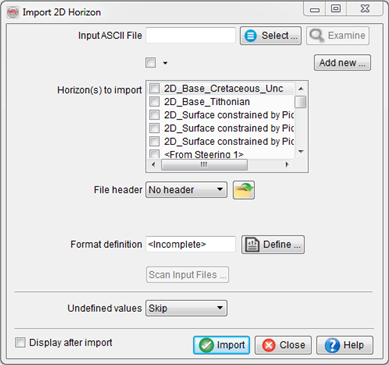 Import 2D Horizon
Input ASCII File Select ... Examine
Add new ...
Horizon(s) to import
2D_Base_Cretaceous_Unc
2D_Base_Tithonian
2D_Surface constrained by Pic
2D_Surface constrained by Pic
2D_Surface constrained by Pic
<From Steering 1>
File header No header
Format definition <Incomplete> Define ...
Scan Input Files ...
Undefined values Skip
Display after import Import Close Help